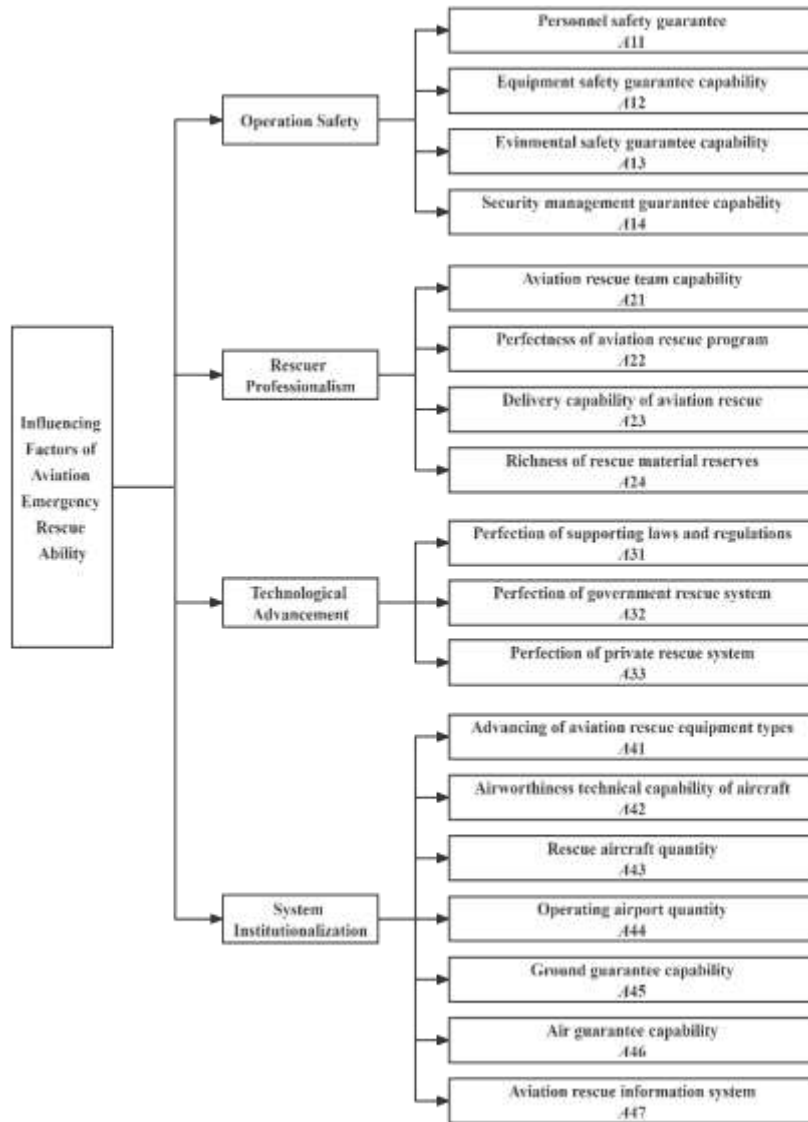 Personnel safety guarantee
A11
Equipment safety guarantee capability
A12
Operation Safety
Evinmental safety guarantee capability
A13
Security management guarantee capability
A14
Aviation rescue team capability
A21
Perfectness of aviation rescue program
A22
Rescuer
Professionalism
Delivery capability of aviation rescue
A23
Richness of rescue material reserves
A24
Influencing
Factors of
Aviation
Emergency
Rescue
Ability
Perfection of supporting laws and regulations
A31
Technological
Advancement
Perfection of government rescue system
A32
Perfection of private rescue system
A33
Advancing of aviation rescue equipment types
A41
Airworthiness technical capability of aircraft
A42
Rescue aircraft quantity
A43
System
Institutionalization
Operating airport quantity
A44
Ground guarantee capability
A45
Air guarantee capability
A46
Aviation rescue information system
A47